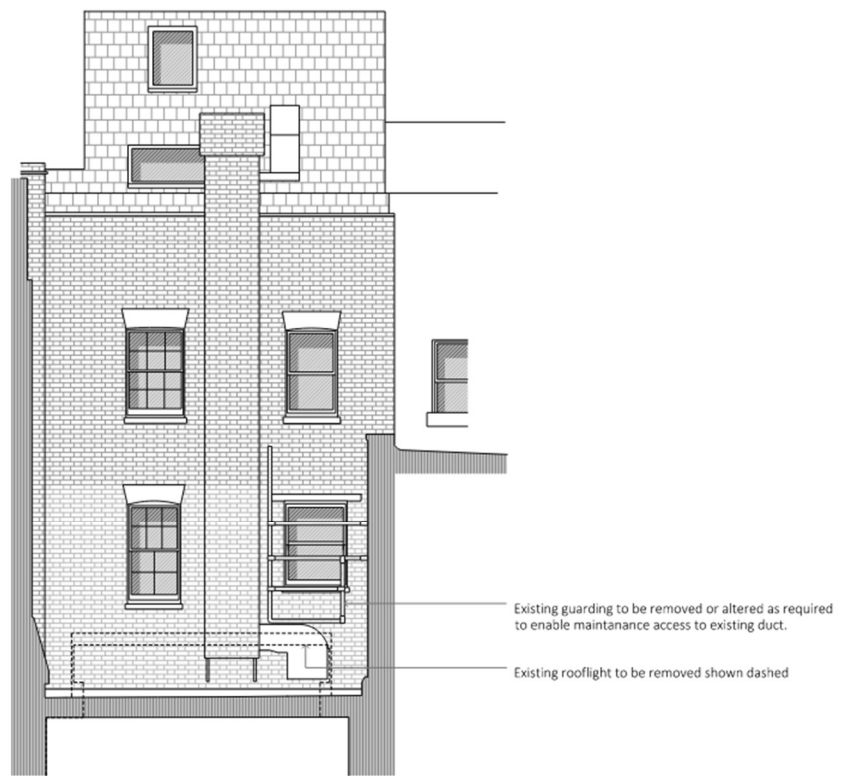 Existing guarding to be removed or altered as required
to enable maintanance access to existing duct.
Existing rooflight to be removed shown dashed